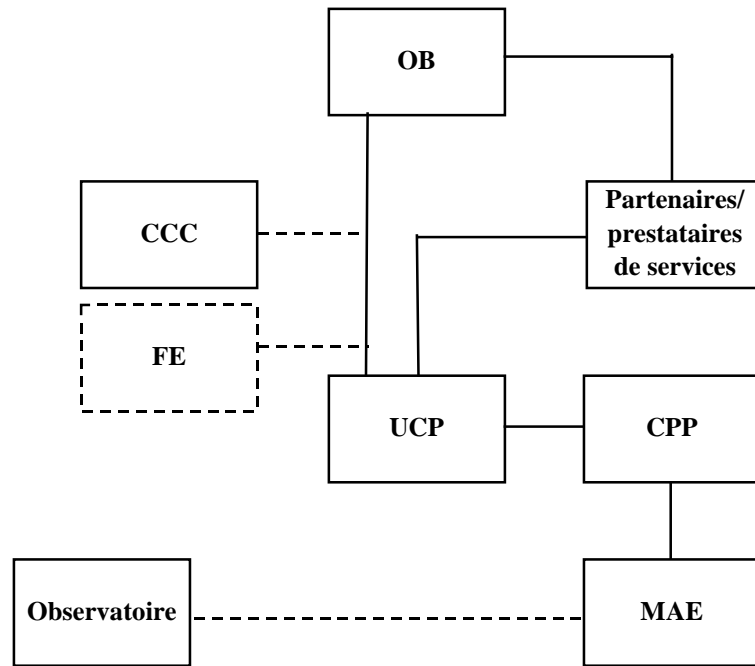 OB
Partenaires/
prestataires
de services
CCC
FE
UCP
CPP
Observatoire
MAE